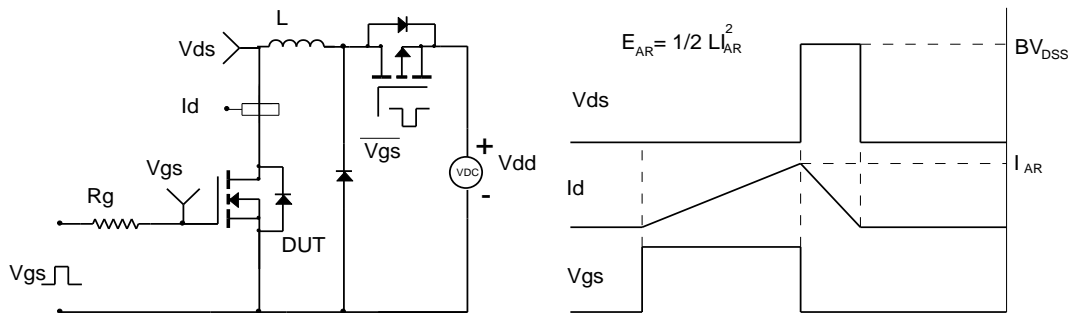 L
Vds
Id
Vgs
Rg
DUT
Vgs
Vgs
+
VDC
Vdd
-
E_AR = 1/2 LI_AR^2
BV_DSS
Vds
I_AR
Id
Vgs